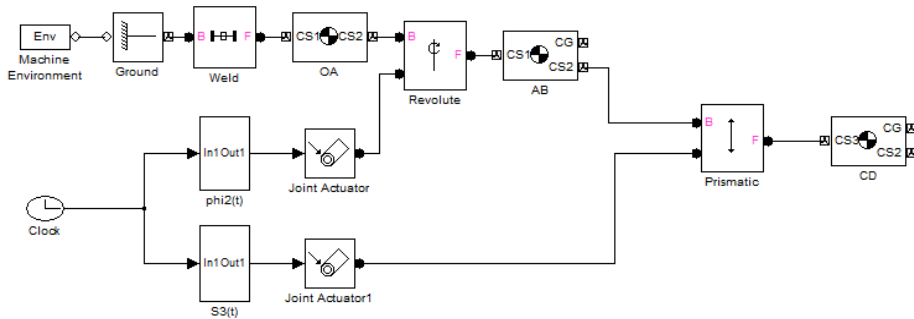 Env
Machine
Environment
Ground
B F
Weld
CS1 CS2
OA
B
F
Revolute
CS1
CG
CS2
AB
B
F
Prismatic
CS3
CG
CS2
CD
In1 Out1
phi2(t)
Joint Actuator
Clock
In1 Out1
S3(t)
Joint Actuator1